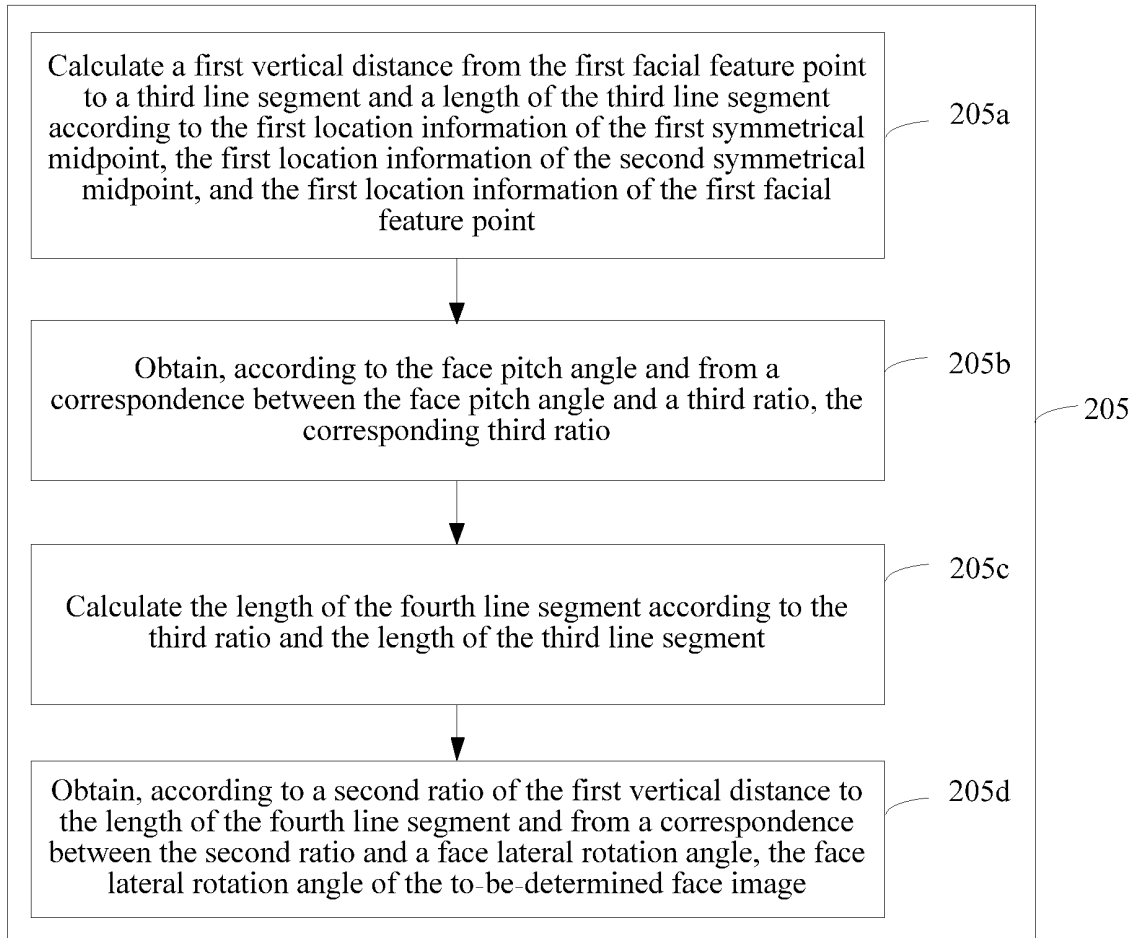 Calculate a first vertical distance from the first facial feature point
to a third line segment and a length of the third line segment
according to the first location information of the first symmetrical
midpoint, the first location information of the second symmetrical
midpoint, and the first location information of the first facial
feature point
205a
Obtain, according to the face pitch angle and from a
correspondence between the face pitch angle and a third ratio, the
corresponding third ratio
205b
205
Calculate the length of the fourth line segment according to the
third ratio and the length of the third line segment
205c
Obtain, according to a second ratio of the first vertical distance to
the length of the fourth line segment and from a correspondence
between the second ratio and a face lateral rotation angle, the face
lateral rotation angle of the to-be-determined face image
205d